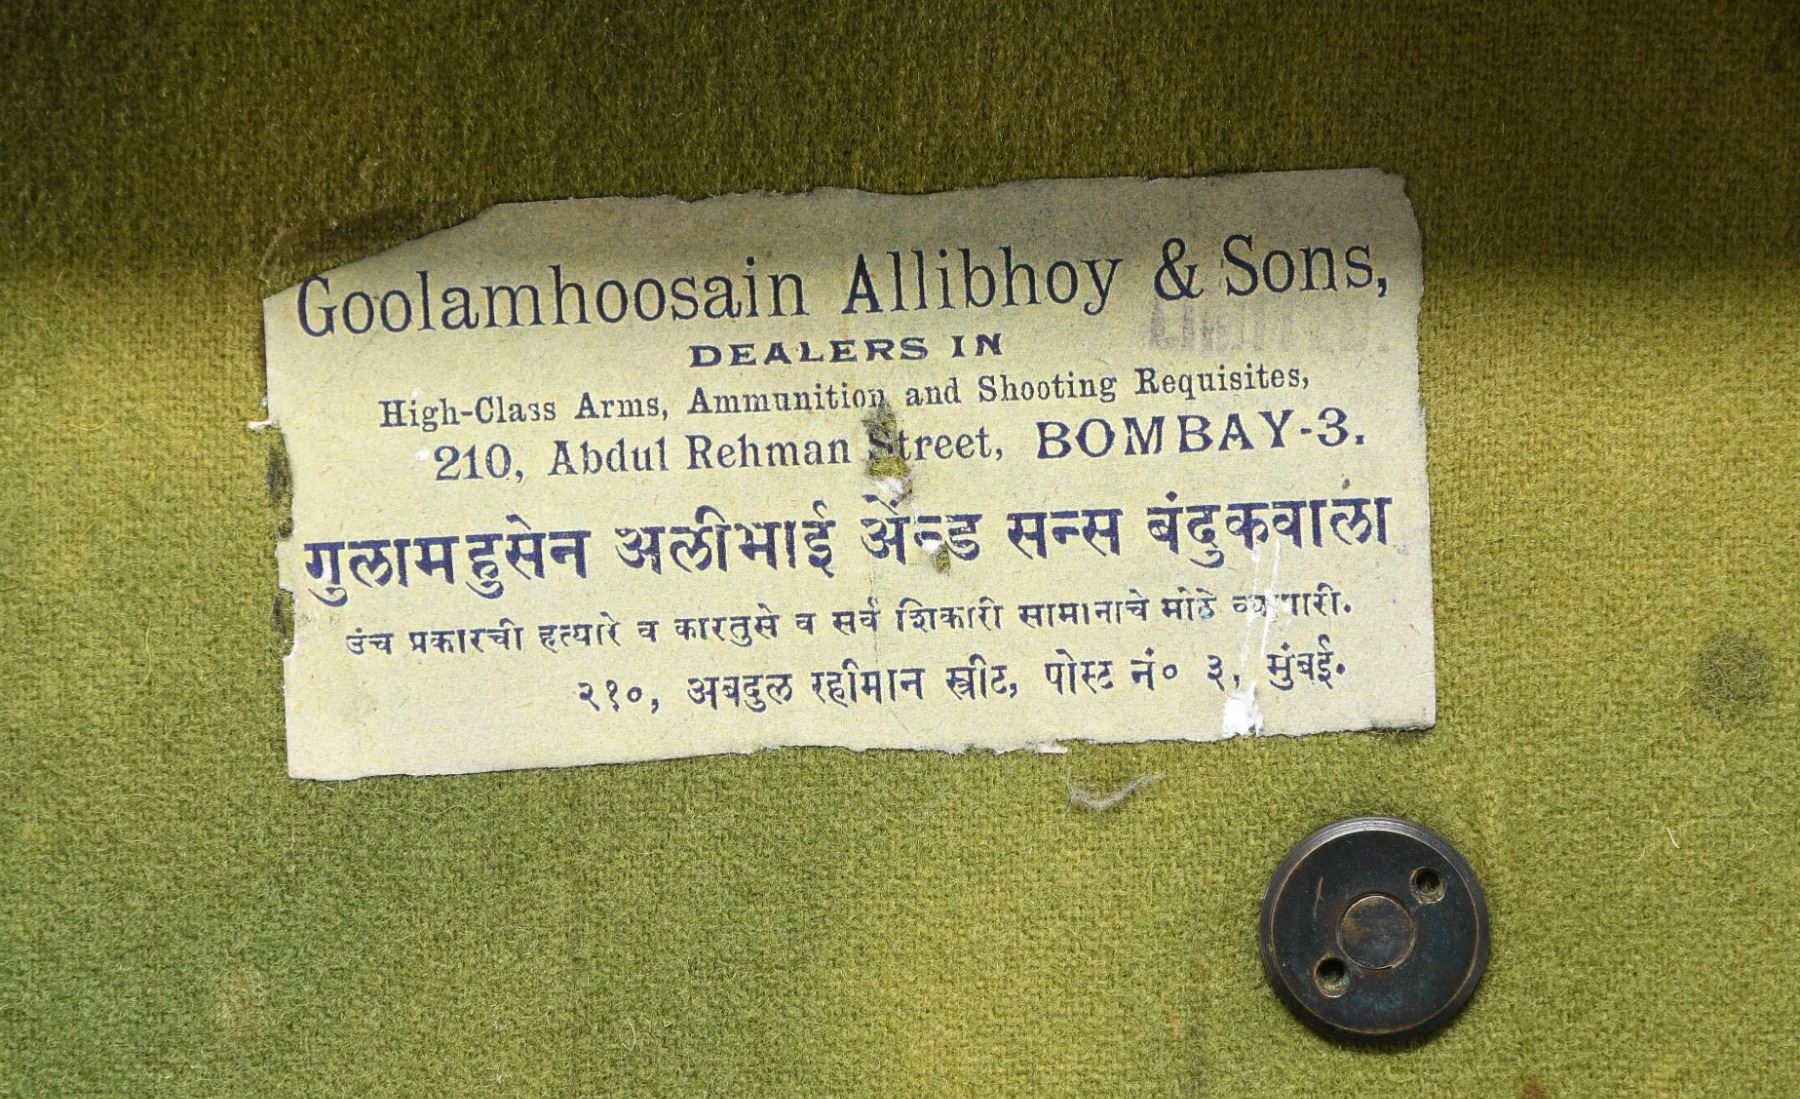 Goolamhoosain Allibhoy & Sons,
DEALERS IN
High-Class Arms, Ammunition and Shooting Requisites,
210, Abdul Rehman Street, BOMBAY-3.
गुलामहुसेन अलीभाई ॲन्ड सन्स बंदुकवाला
उंच प्रकारची हत्यारे व कारतुसे व सर्व शिकारी सामानाचे मोठे व्यापारी.
२१०, अबदुल रहीमान स्त्रीट, पोस्ट नं० ३, मुंबई.